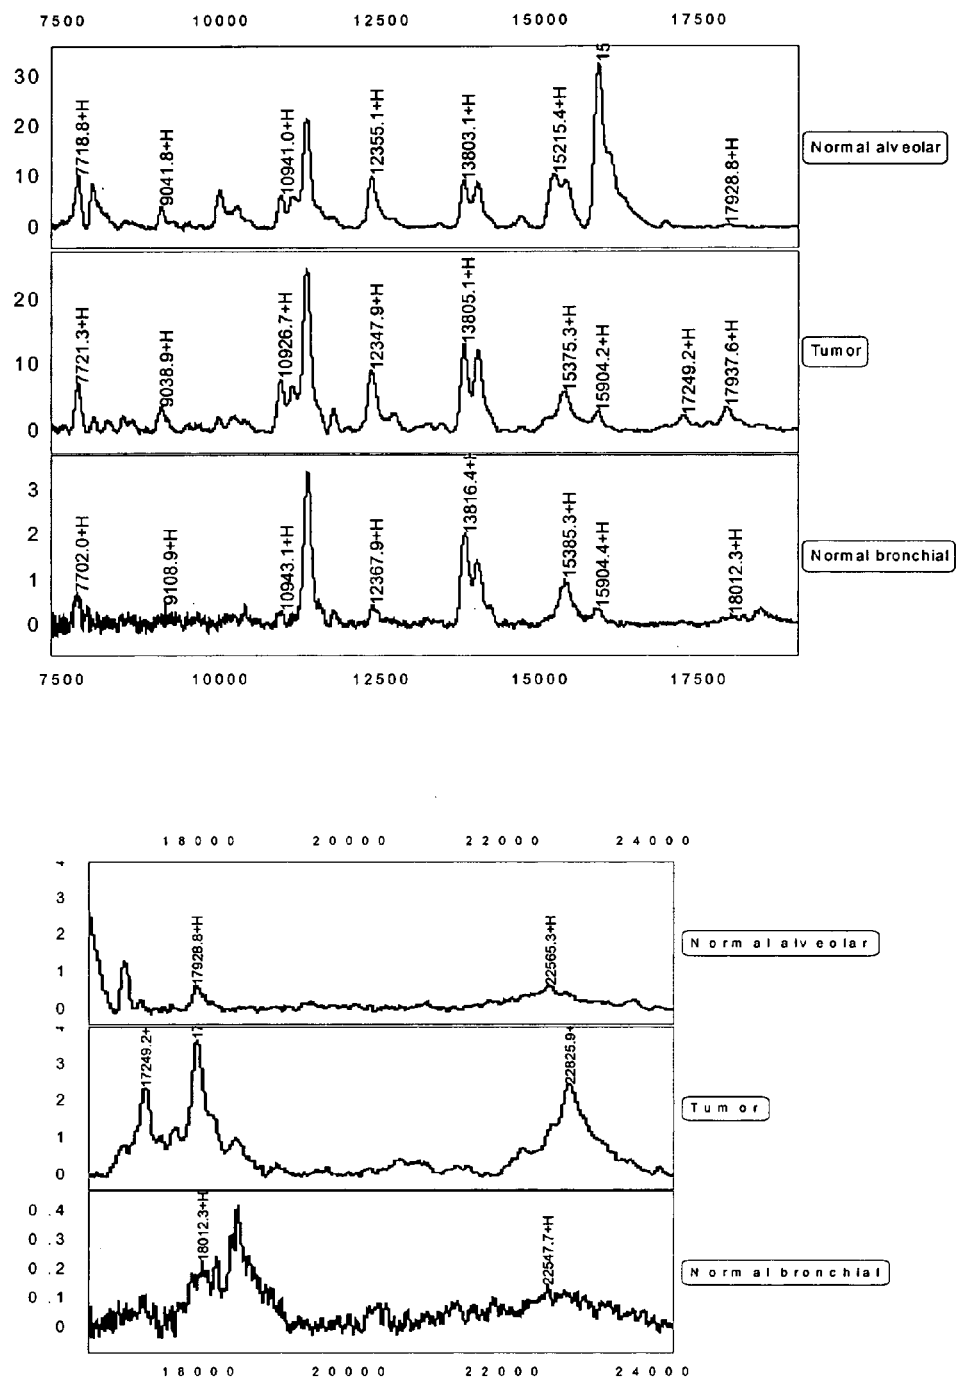 7500 10000 12500 15000 17500
30
20
10
0
7718.8+H 9041.8+H 10941.0+H 12355.1+H 13803.1+H 15215.4+H 15 17928.8+H
Normal alveolar
20
10
0
7721.3+H 9038.9+H 10926.7+H 12347.9+H 13805.1+H 15375.3+H 15904.2+H 17249.2+H 17937.6+H
Tumor
3
2
1
0
7702.0+H 9108.9+H 10943.1+H 12367.9+H 13816.4+H 15385.3+H 15904.4+H 18012.3+H
Normal bronchial
7500 10000 12500 15000 17500
18000 20000 22000 24000
4
3
2
1
0
17928.8+H 22565.3+H
Normal alveolar
4
3
2
1
0
17249.2+ 17 22825.9+
Tumor
0.4
0.3
0.2
0.1
0
18012.3+H 22547.7+H
Normal bronchial
18000 20000 22000 24000